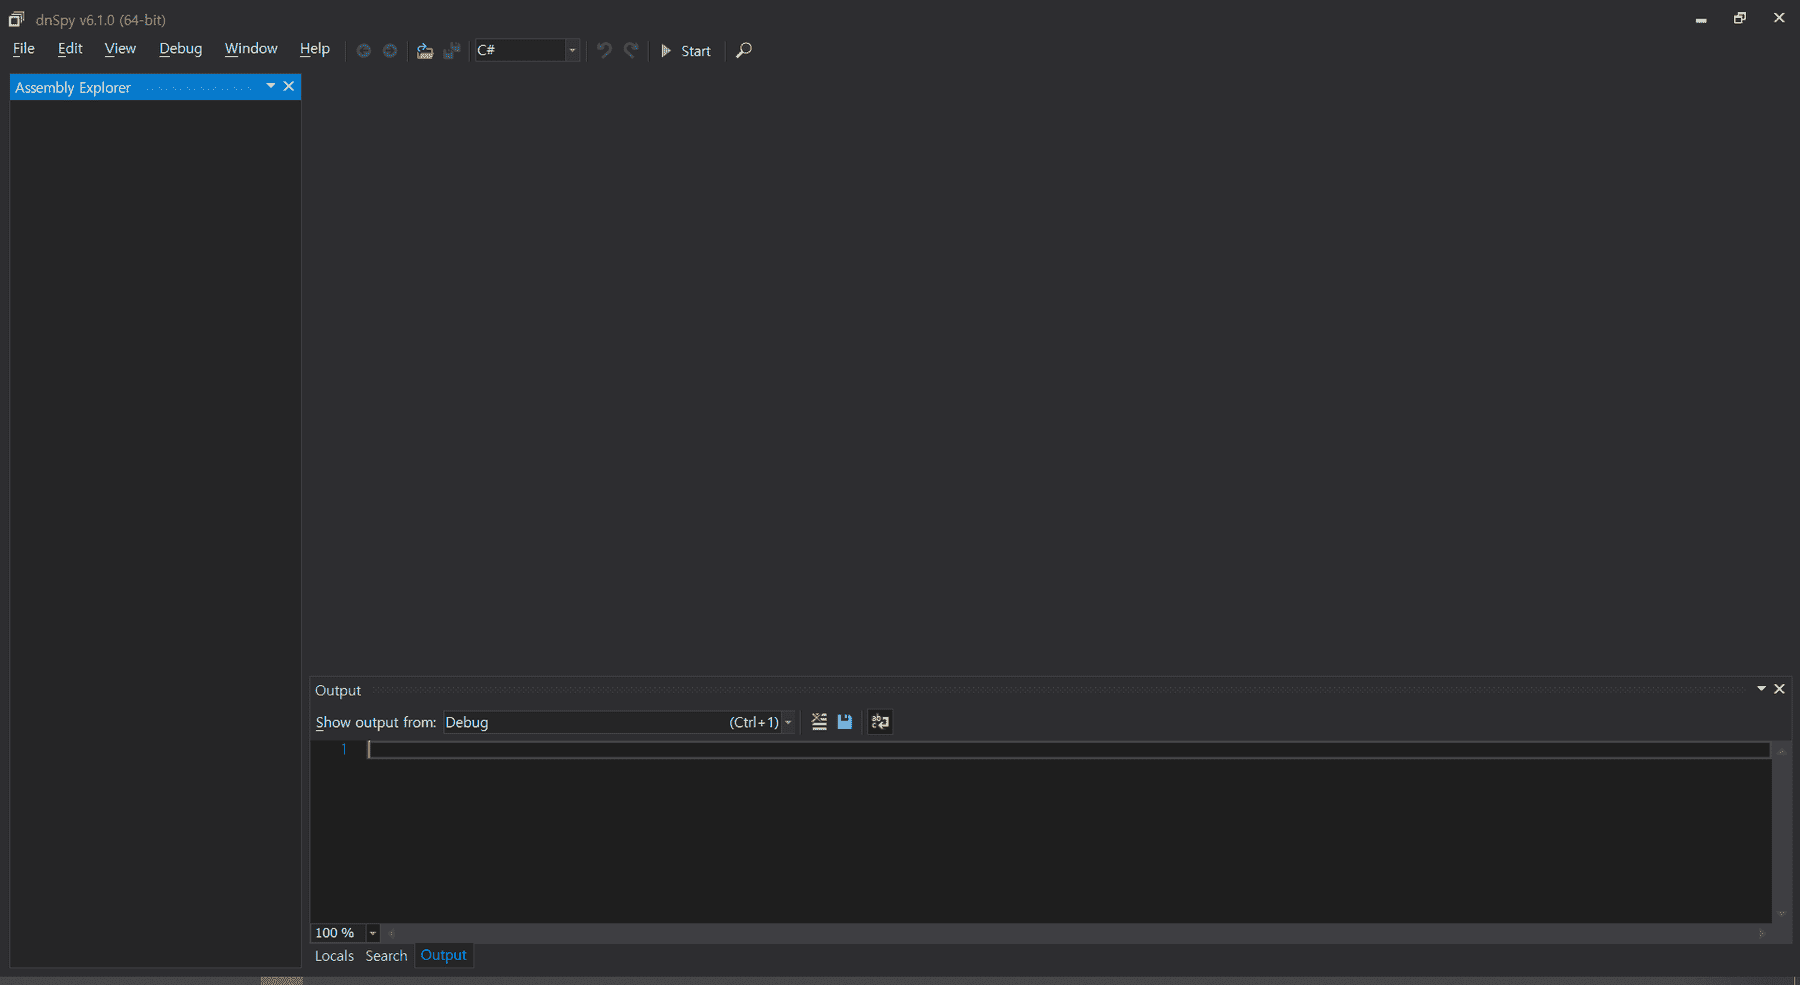 dnSpy v6.1.0 (64-bit)
File Edit View Debug Window Help C# Start
Assembly Explorer
Output
Show output from: Debug (Ctrl+1)
1
100 %
Locals Search Output